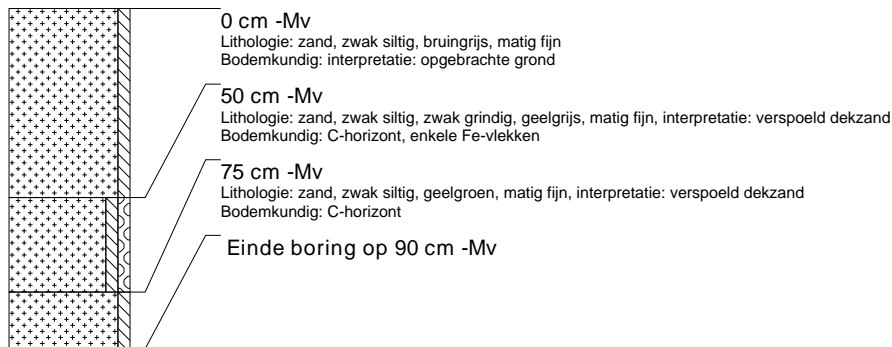 0 cm -Mv
Lithologie: zand, zwak siltig, bruingrijs, matig fijn
Bodemkundig: interpretatie: opgebrachte grond
50 cm -Mv
Lithologie: zand, zwak siltig, zwak grindig, geelgrijs, matig fijn, interpretatie: verspoeld dekzand
Bodemkundig: C-horizont, enkele Fe-vlekken
75 cm -Mv
Lithologie: zand, zwak siltig, geelgroen, matig fijn, interpretatie: verspoeld dekzand
Bodemkundig: C-horizont
Einde boring op 90 cm -Mv